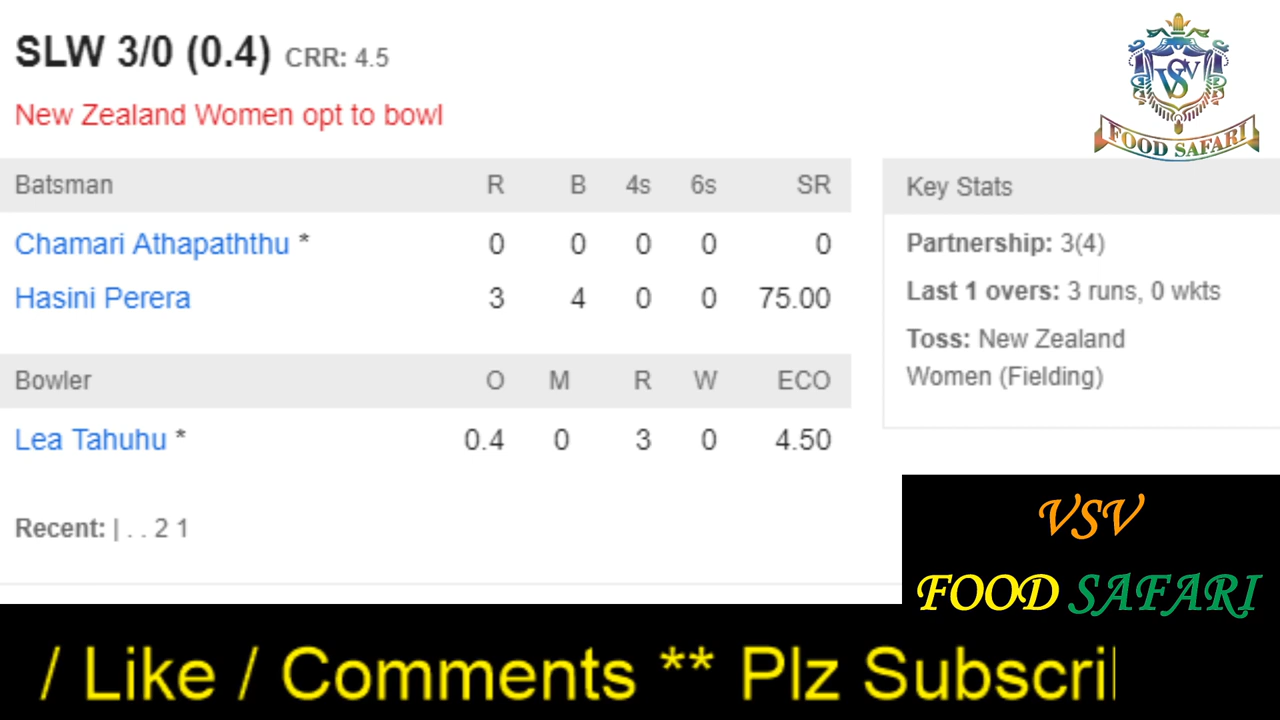 SLW 3/0 (0.4) CRR: 4.5
New Zealand Women opt to bowl
Batsman R B 4s 6s SR
Chamari Athapaththu * 0 0 0 0 0
Hasini Perera 3 4 0 0 75.00
Bowler O M R W ECO
Lea Tahuhu * 0.4 0 3 0 4.50
Recent: | . . 2 1
VSV
FOOD SAFARI
Key Stats
Partnership: 3(4)
Last 1 overs: 3 runs, 0 wkts
Toss: New Zealand
Women (Fielding)
VSV
FOOD SAFARI
/ Like / Comments ** Plz Subscri